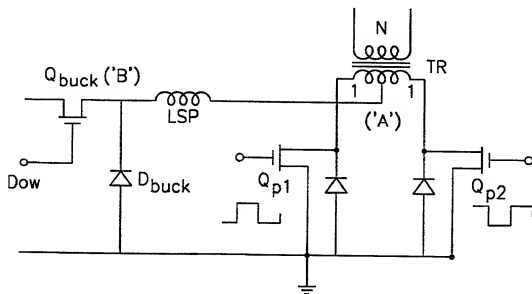 N
TR
Q_buck ('B')
1
1
LSP
('A')
Dow
D_buck
Q_p1
Q_p2